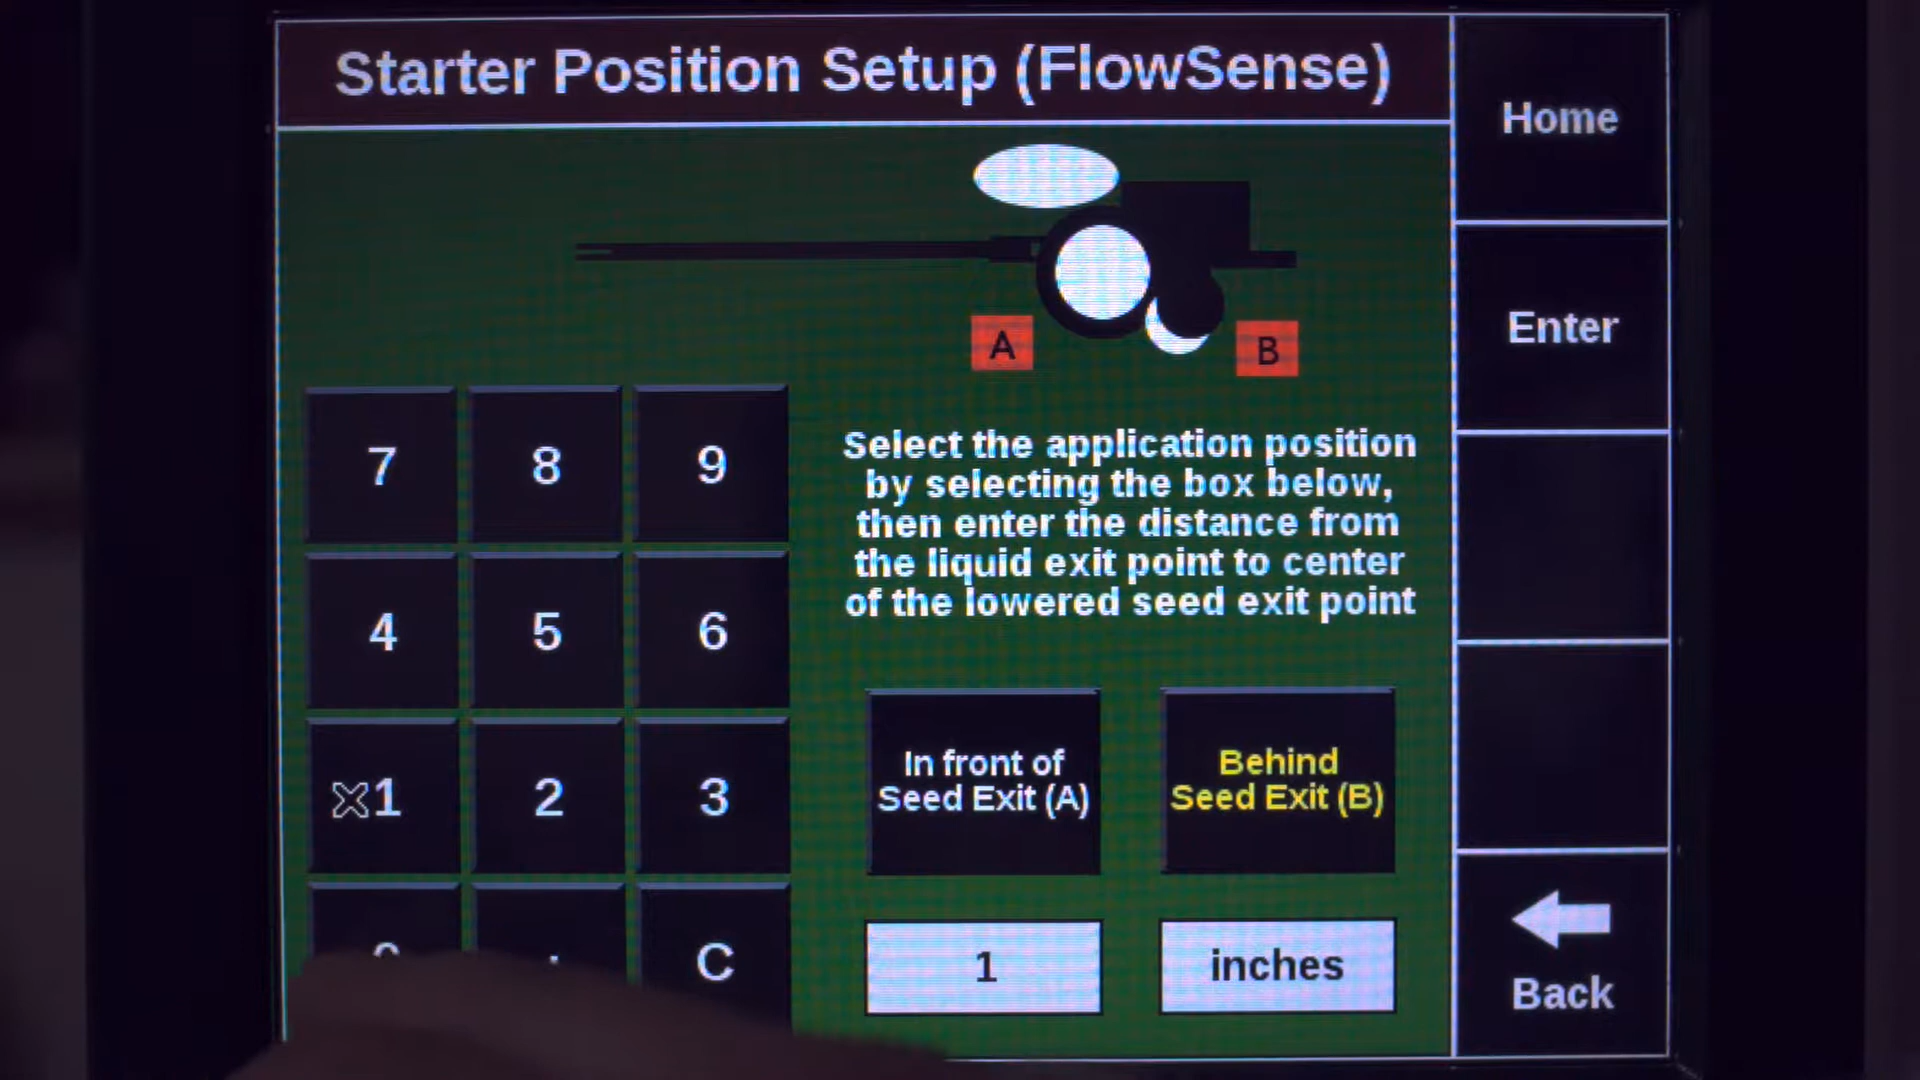 Starter Position Setup (FlowSense)
Home
Enter
A
B
Select the application position
by selecting the box below,
then enter the distance from
the liquid exit point to center
of the lowered seed exit point
7 8 9
4 5 6
1 2 3
C
In front of
Seed Exit (A)
Behind
Seed Exit (B)
1
inches
Back